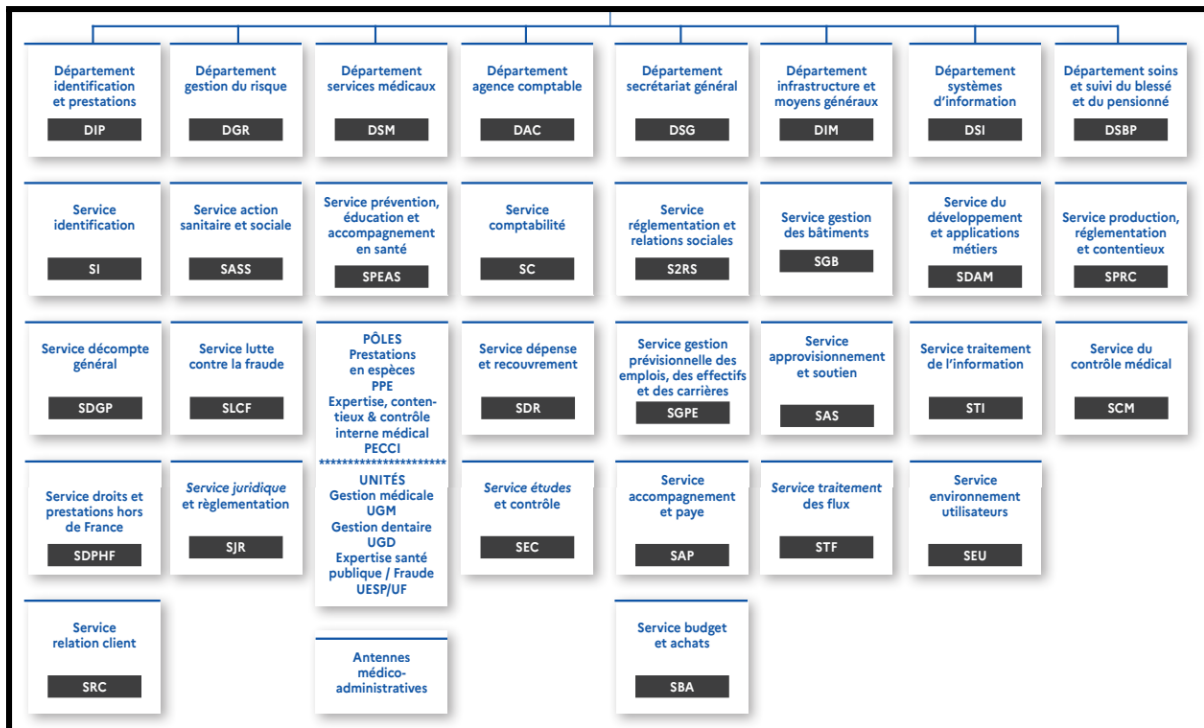 Département
identification
et prestations
DIP
Département
gestion du risque
DGR
Département
services médicaux
DSM
Département
agence comptable
DAC
Département
secrétariat général
DSG
Département
infrastructure et
moyens généraux
DIM
Département
systèmes
d'information
DSI
Département soins
et suivi du blessé
et du pensionné
DSBP
Service
identification
SI
Service action
sanitaire et sociale
SASS
Service prévention,
éducation et
accompagnement
en santé
SPEAS
Service
comptabilité
SC
Service
réglementation et
relations sociales
S2RS
Service gestion
des bâtiments
SGB
Service du
développement
et applications
métiers
SDAM
Service production,
réglementation
et contentieux
SPRC
Service décompte
général
SDGP
Service lutte
contre la fraude
SLCF
PÔLES
Prestations
en espèces
PPE
Expertise, conten-
tieux & contrôle
interne médical
PECCI
***********************
UNITÉS
Gestion médicale
UGM
Gestion dentaire
UGD
Expertise santé
publique / Fraude
UESP/UF
Service dépense
et recouvrement
SDR
Service gestion
prévisionnelle des
emplois, des effectifs
et des carrières
SGPE
Service
approvisionnement
et soutien
SAS
Service traitement
de l'information
STI
Service du
contrôle médical
SCM
Service droits et
prestations hors
de France
SDPHF
Service juridique
et règlementation
SJR
Service études
et contrôle
SEC
Service
accompagnement
et paye
SAP
Service traitement
des flux
STF
Service
environnement
utilisateurs
SEU
Service
relation client
SRC
Antennes
médico-
administratives
Service budget
et achats
SBA